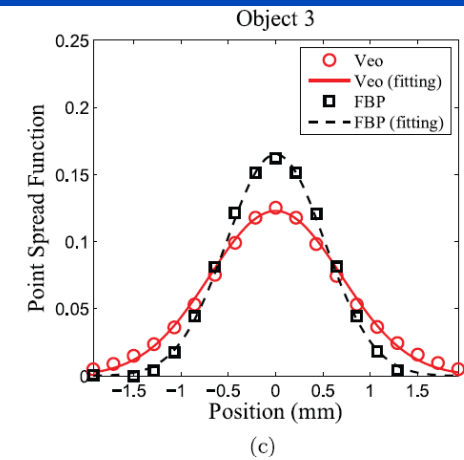 Object 3
0.25
0.2
0.15
0.1
0.05
0
Point Spread Function
Veo
Veo (fitting)
FBP
FBP (fitting)
−1.5 −1 −0.5 0 0.5 1 1.5
Position (mm)
(c)